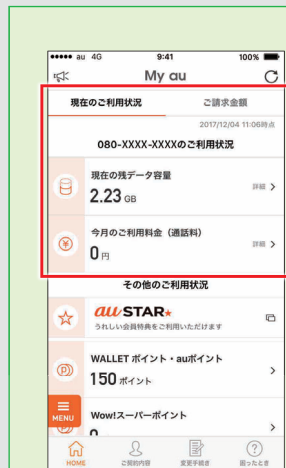 au 4G 9:41 100%
My au
現在のご利用状況 ご請求金額
2017/12/04 11:06時点
080-XXXX-XXXXのご利用状況
現在の残データ容量
2.23 GB
詳細
今月のご利用料金（通話料）
0 円
詳細
その他のご利用状況
au STAR
うれしい会員特典をご利用いただけます
WALLET ポイント・auポイント
150 ポイント
Wow!スーパーポイント
0
MENU
HOME ご契約内容 変更手続き 困ったとき